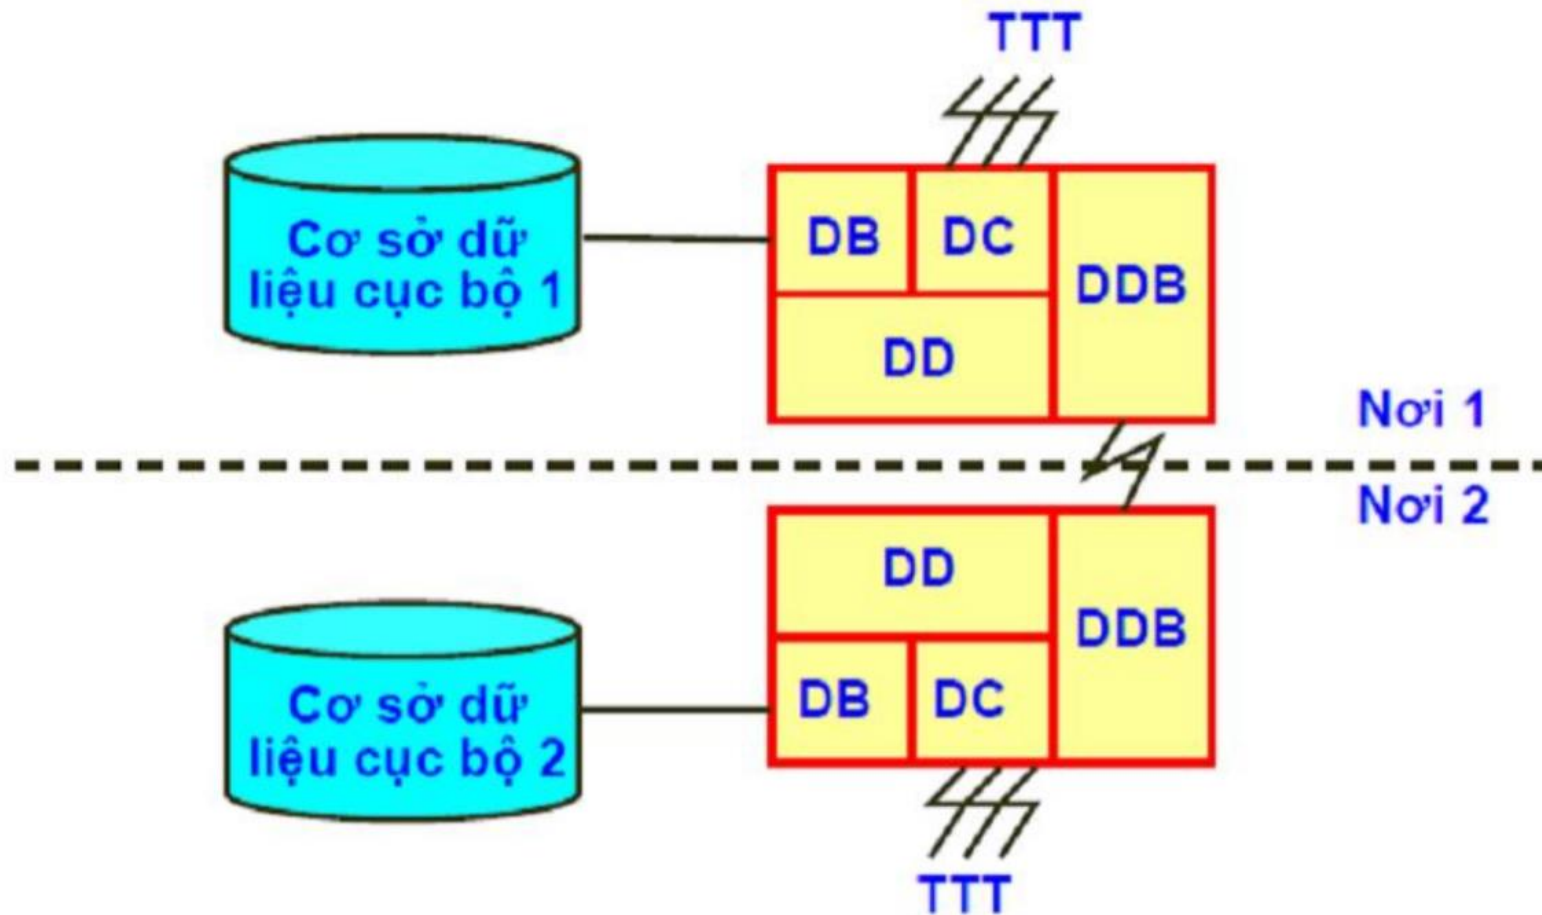 TTT
Cơ sở dữ
liệu cục bộ 1
DB
DC
DDB
DD
Nơi 1
Nơi 2
DD
DDB
Cơ sở dữ
liệu cục bộ 2
DB
DC
TTT